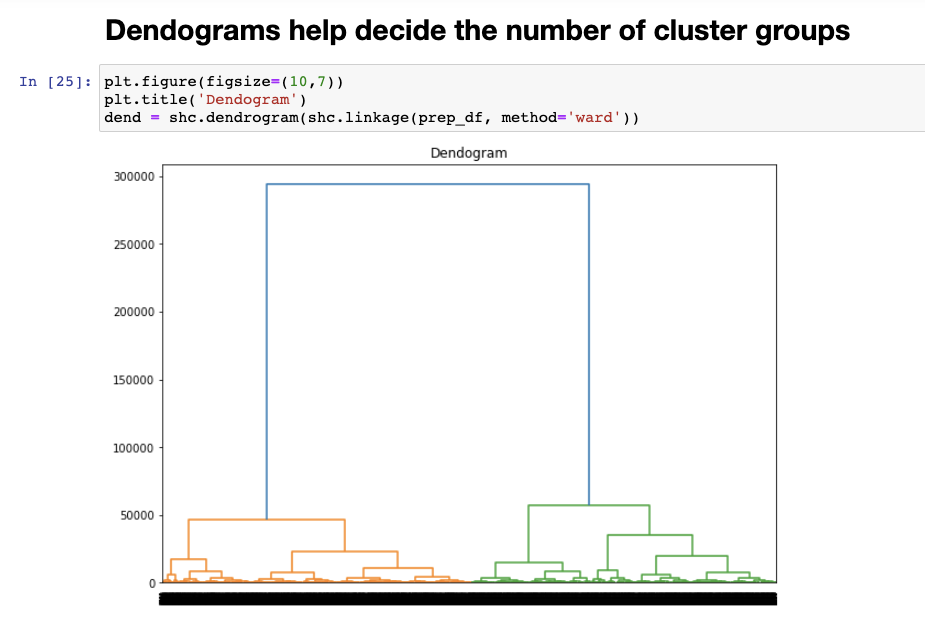 Dendograms help decide the number of cluster groups
In [25]: plt.figure(figsize=(10,7))
plt.title('Dendogram')
dend = shc.dendrogram(shc.linkage(prep_df, method='ward'))
Dendogram
300000
250000
200000
150000
100000
50000
0